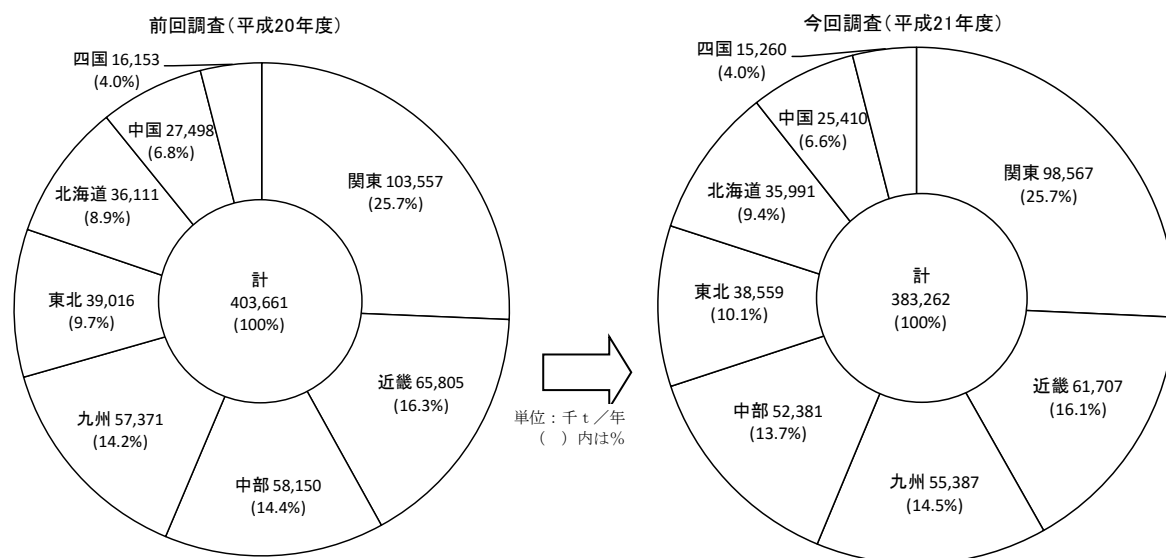 前回調査(平成20年度)
四国 16,153
(4.0%)
中国 27,498
(6.8%)
北海道 36,111
(8.9%)
東北 39,016
(9.7%)
九州 57,371
(14.2%)
中部 58,150
(14.4%)
近畿 65,805
(16.3%)
関東 103,557
(25.7%)
計
403,661
(100%)
単位：千ｔ／年
( )内は%
今回調査(平成21年度)
四国 15,260
(4.0%)
中国 25,410
(6.6%)
北海道 35,991
(9.4%)
東北 38,559
(10.1%)
中部 52,381
(13.7%)
九州 55,387
(14.5%)
近畿 61,707
(16.1%)
関東 98,567
(25.7%)
計
383,262
(100%)